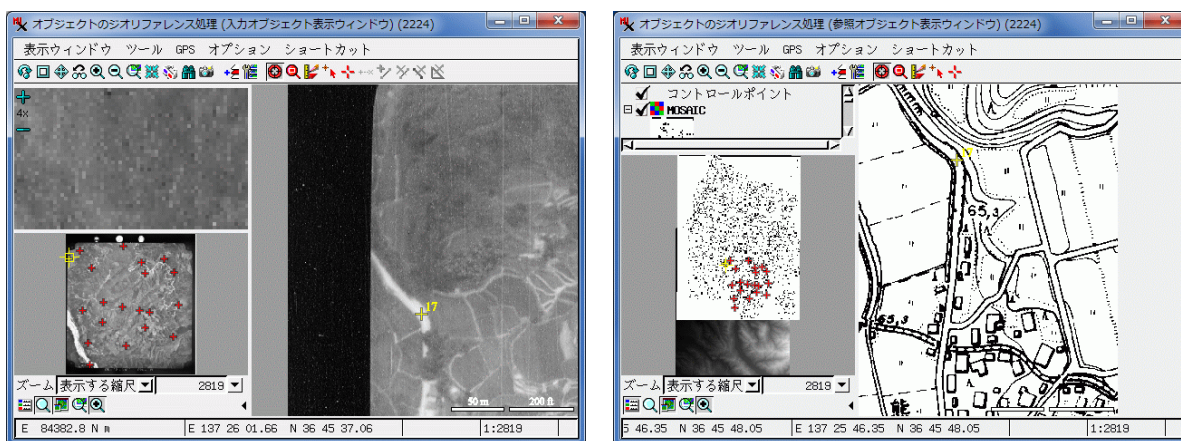 オブジェクトのジオリファレンス処理 (入力オブジェクト表示ウィンドウ) (2224)
表示ウィンドウ ツール GPS オプション ショートカット
4x
17
ズーム 表示する縮尺 2819
50 m 200 ft
E 84382.8 N m E 137 26 01.66 N 36 45 37.06 1:2819
オブジェクトのジオリファレンス処理 (参照オブジェクト表示ウィンドウ) (2224)
表示ウィンドウ ツール GPS オプション ショートカット
コントロールポイント
MOSAIC
65,3
65,3
熊
ズーム 表示する縮尺 2819
5 46.35 N 36 45 48.05 E 137 25 46.35 N 36 45 48.05 1:2819